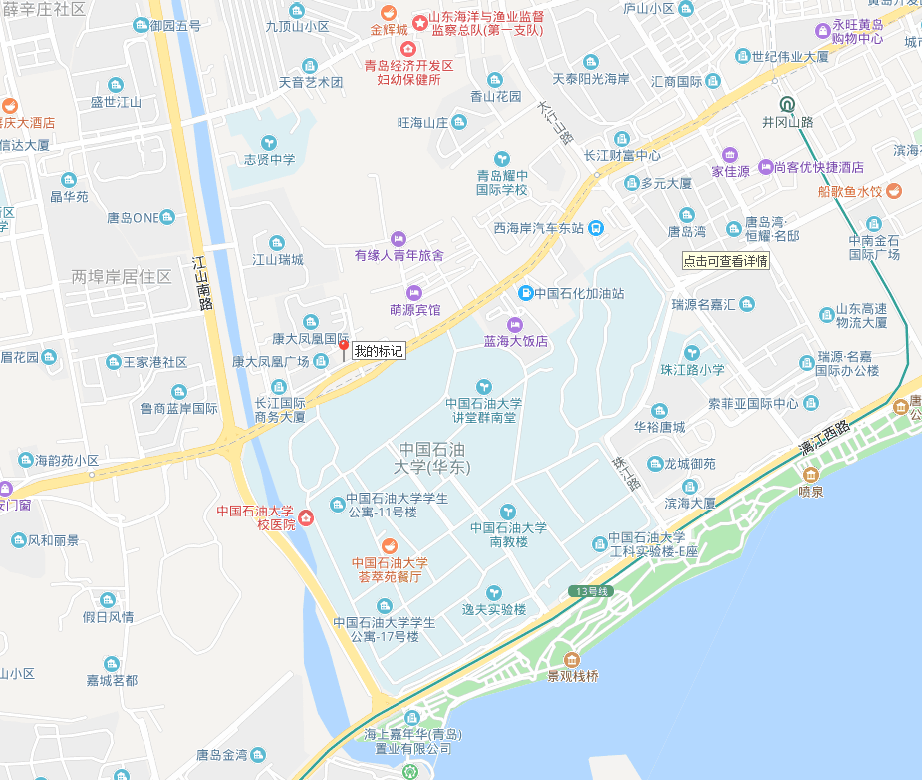 薛辛庄社区
御园五号
九顶山小区
金辉城
山东海洋与渔业监督
监察总队(第一支队)
庐山小区
永旺黄岛
购物中心
世纪伟业大厦
青岛经济开发区
妇幼保健所
天音艺术团
盛世江山
香山花园
天泰阳光海岸
汇商国际
喜庆大酒店
旺海山庄
太行山路
井冈山路
信达大厦
志贤中学
长江财富中心
家佳源
尚客优快捷酒店
晶华苑
青岛耀中
国际学校
多元大厦
船歌鱼水饺
唐岛ONE
唐岛湾
唐岛湾·
恒耀·名邸
西海岸汽车东站
中南金石
国际广场
江山瑞城
有缘人青年旅舍
点击可查看详情
两埠岸居住区
江山南路
中国石化加油站
萌源宾馆
瑞源名嘉汇
山东高速
物流大厦
康大凤凰国际
我的标记
蓝海大饭店
眉花园
王家港社区
康大凤凰广场
珠江路小学
瑞源·名嘉
国际办公楼
鲁商蓝岸国际
长江国际
商务大厦
中国石油大学
讲堂群南堂
索菲亚国际中心
华裕唐城
漓江西路
中国石油
大学(华东)
海韵苑小区
珠江路
龙城御苑
喷泉
安门窗
滨海大厦
中国石油大学
校医院
中国石油大学学生
公寓-11号楼
中国石油大学
南教楼
风和丽景
中国石油大学
工科实验楼-E座
中国石油大学
荟萃苑餐厅
13号线
假日风情
逸夫实验楼
中国石油大学学生
公寓-17号楼
嘉城茗都
山小区
景观栈桥
海上嘉年华(青岛)
置业有限公司
唐岛金湾